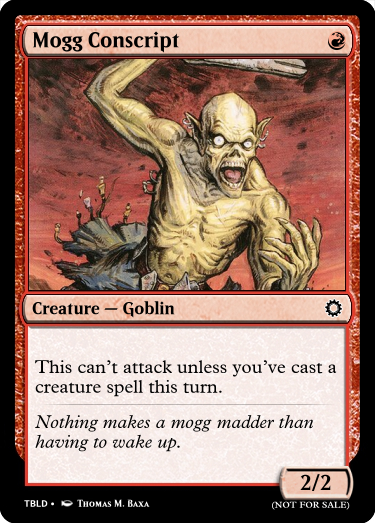 Mogg Conscript
Creature — Goblin
This can't attack unless you've cast a
creature spell this turn.
Nothing makes a mogg madder than
having to wake up.
2/2
TBLD • Thomas M. Baxa
(NOT FOR SALE)